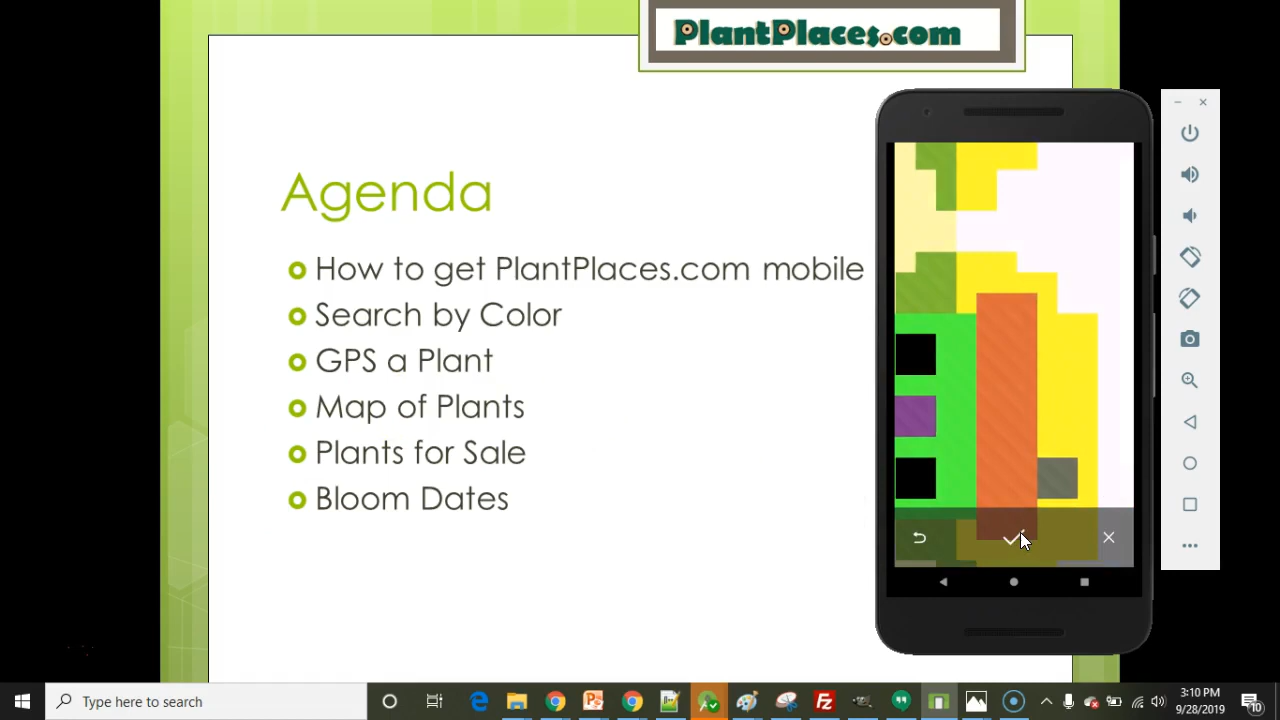 PlantPlaces.com
Agenda
How to get PlantPlaces.com mobile
Search by Color
GPS a Plant
Map of Plants
Plants for Sale
Bloom Dates
Type here to search
3:10 PM
9/28/2019
10